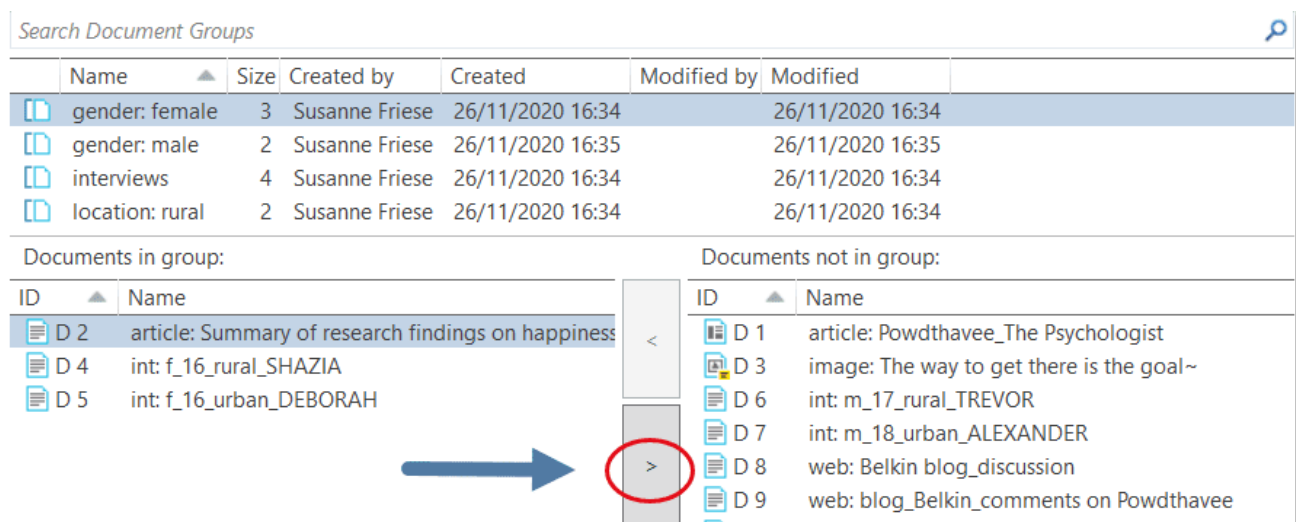 Search Document Groups
Name Size Created by Created Modified by Modified
gender: female 3 Susanne Friese 26/11/2020 16:34 26/11/2020 16:34
gender: male 2 Susanne Friese 26/11/2020 16:35 26/11/2020 16:35
interviews 4 Susanne Friese 26/11/2020 16:34 26/11/2020 16:34
location: rural 2 Susanne Friese 26/11/2020 16:34 26/11/2020 16:34
Documents in group:
ID Name
D 2 article: Summary of research findings on happiness
D 4 int: f_16_rural_SHAZIA
D 5 int: f_16_urban_DEBORAH
<
>
Documents not in group:
ID Name
D 1 article: Powdthavee_The Psychologist
D 3 image: The way to get there is the goal~
D 6 int: m_17_rural_TREVOR
D 7 int: m_18_urban_ALEXANDER
D 8 web: Belkin blog_discussion
D 9 web: blog_Belkin_comments on Powdthavee